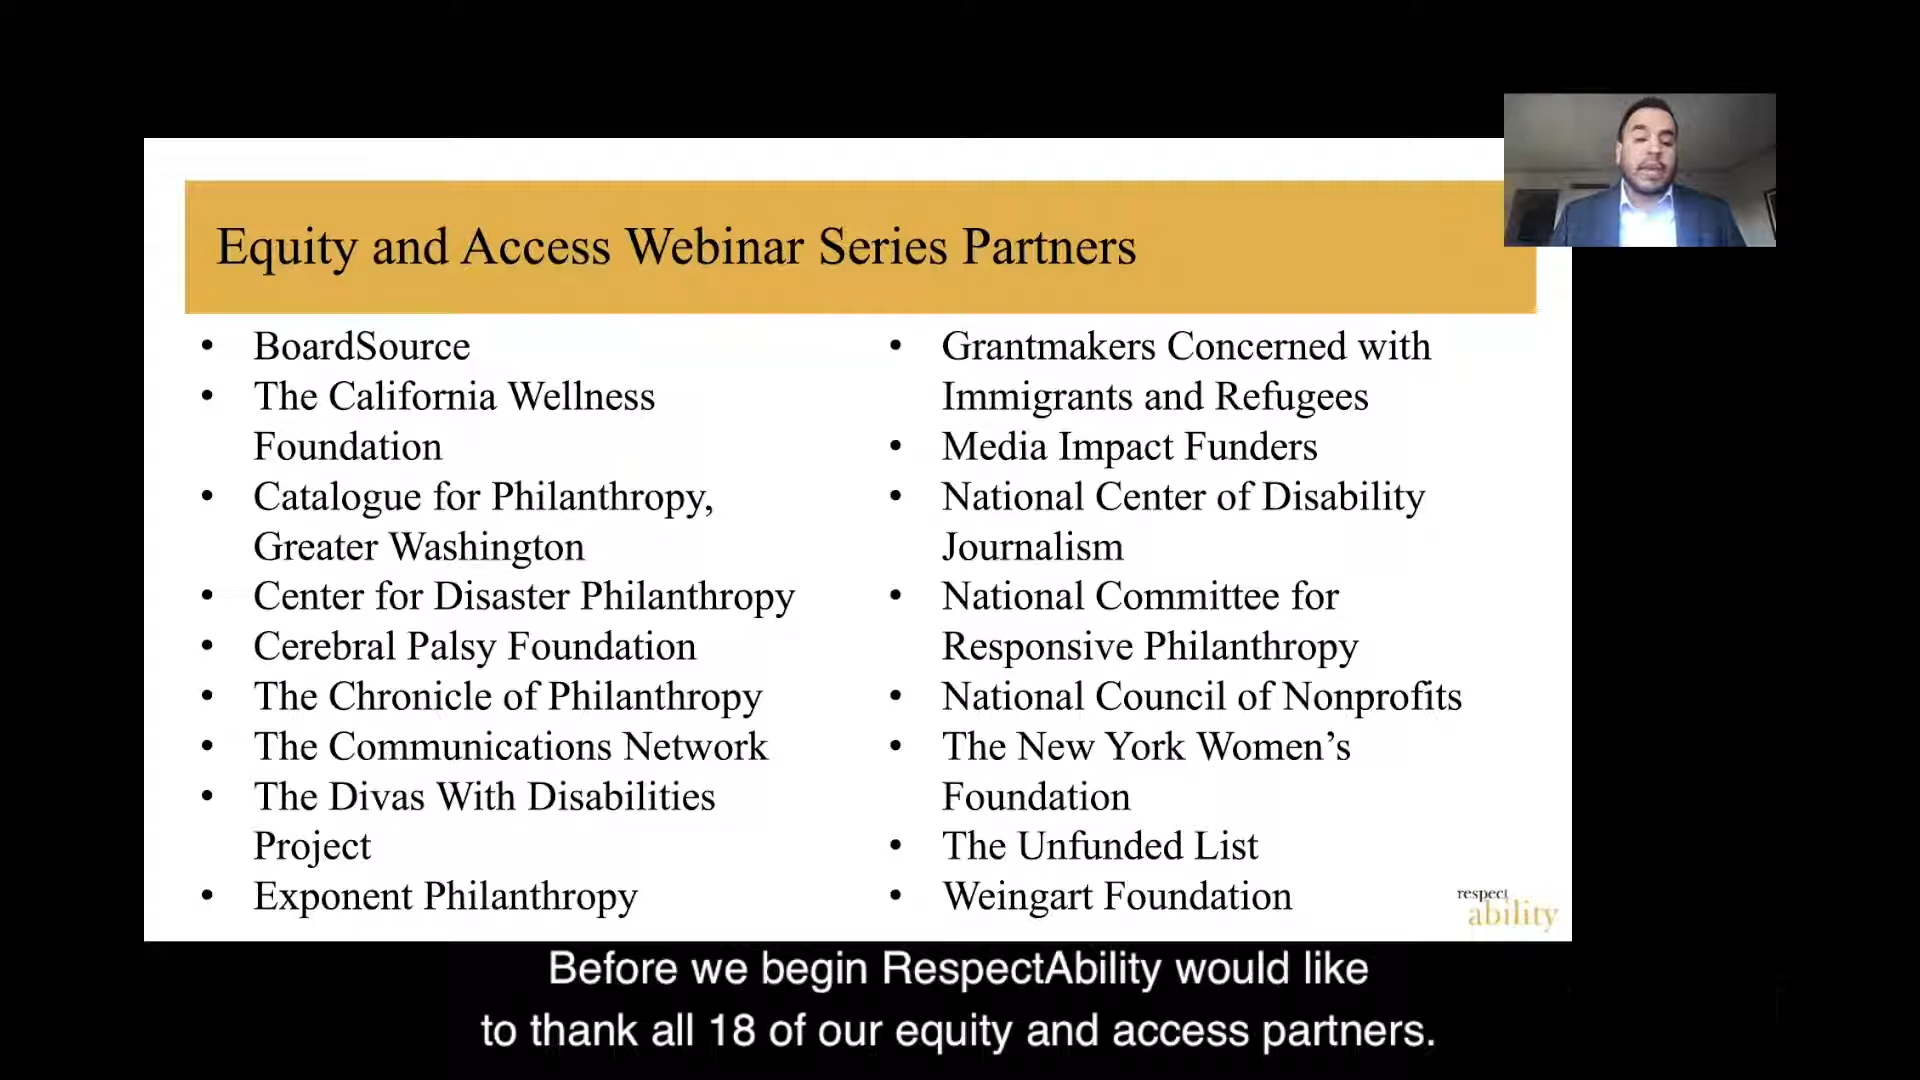 Equity and Access Webinar Series Partners
• BoardSource
• The California Wellness
Foundation
• Catalogue for Philanthropy,
Greater Washington
• Center for Disaster Philanthropy
• Cerebral Palsy Foundation
• The Chronicle of Philanthropy
• The Communications Network
• The Divas With Disabilities
Project
• Exponent Philanthropy
• Grantmakers Concerned with
Immigrants and Refugees
• Media Impact Funders
• National Center of Disability
Journalism
• National Committee for
Responsive Philanthropy
• National Council of Nonprofits
• The New York Women’s
Foundation
• The Unfunded List
• Weingart Foundation
respect
ability
Before we begin RespectAbility would like
to thank all 18 of our equity and access partners.